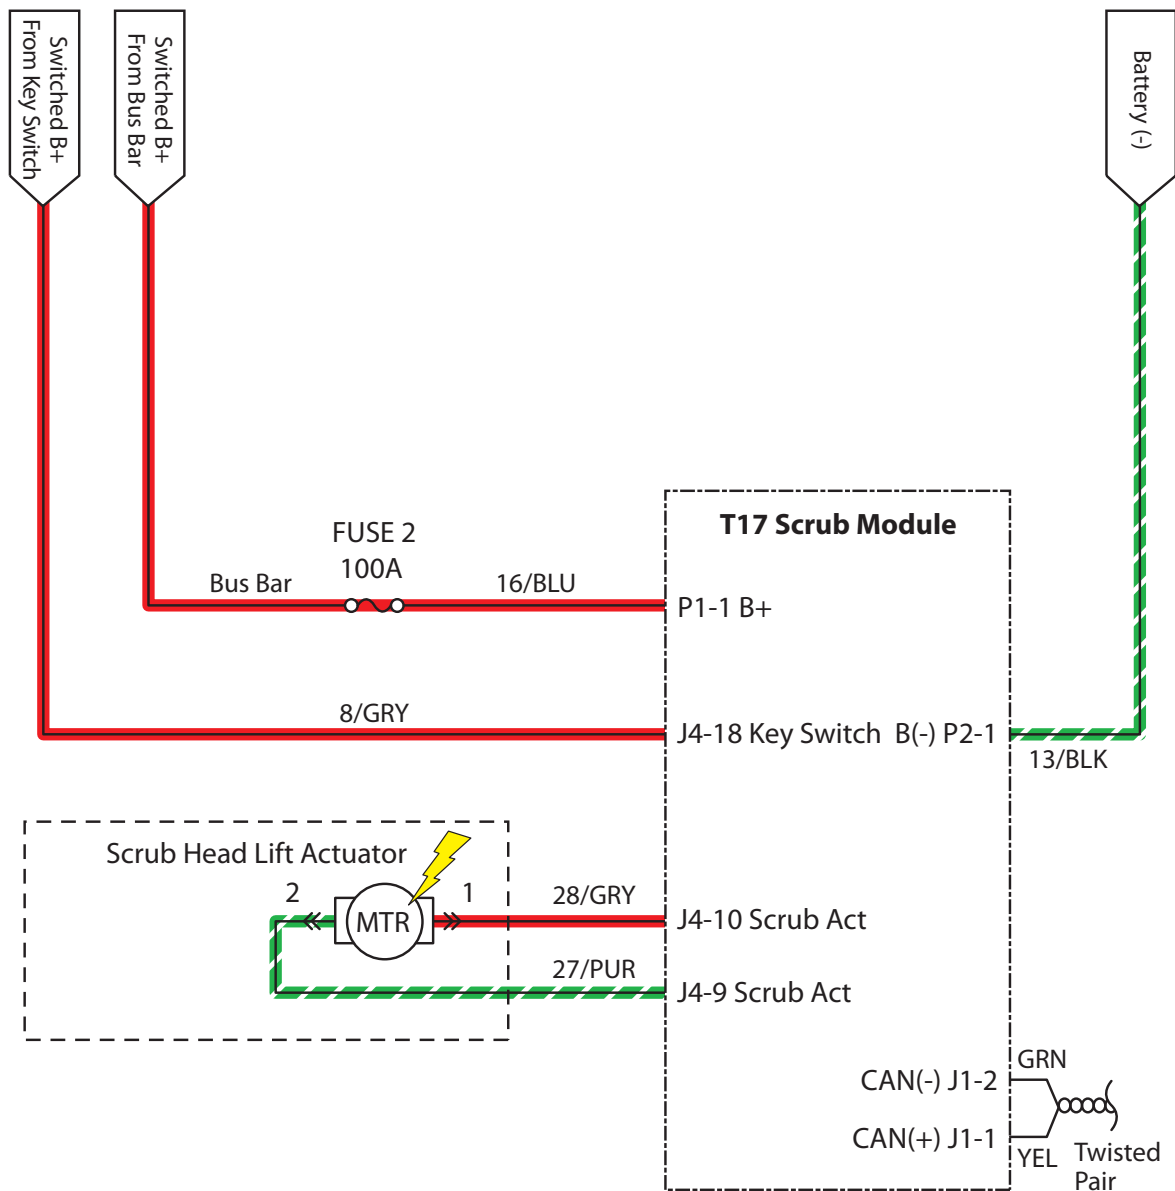 Switched B+
From Key Switch
Switched B+
From Bus Bar
Battery (-)
T17 Scrub Module
FUSE 2
100A
Bus Bar
16/BLU
P1-1 B+
8/GRY
J4-18 Key Switch
B(-) P2-1
13/BLK
Scrub Head Lift Actuator
2
1
MTR
28/GRY
J4-10 Scrub Act
27/PUR
J4-9 Scrub Act
CAN(-) J1-2
GRN
CAN(+) J1-1
YEL
Twisted
Pair